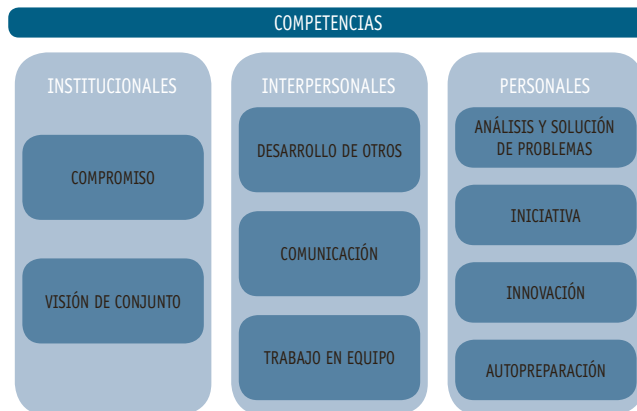 COMPETENCIAS
INSTITUCIONALES
COMPROMISO
VISIÓN DE CONJUNTO
INTERPERSONALES
DESARROLLO DE OTROS
COMUNICACIÓN
TRABAJO EN EQUIPO
PERSONALES
ANÁLISIS Y SOLUCIÓN
DE PROBLEMAS
INICIATIVA
INNOVACIÓN
AUTOPREPARACIÓN